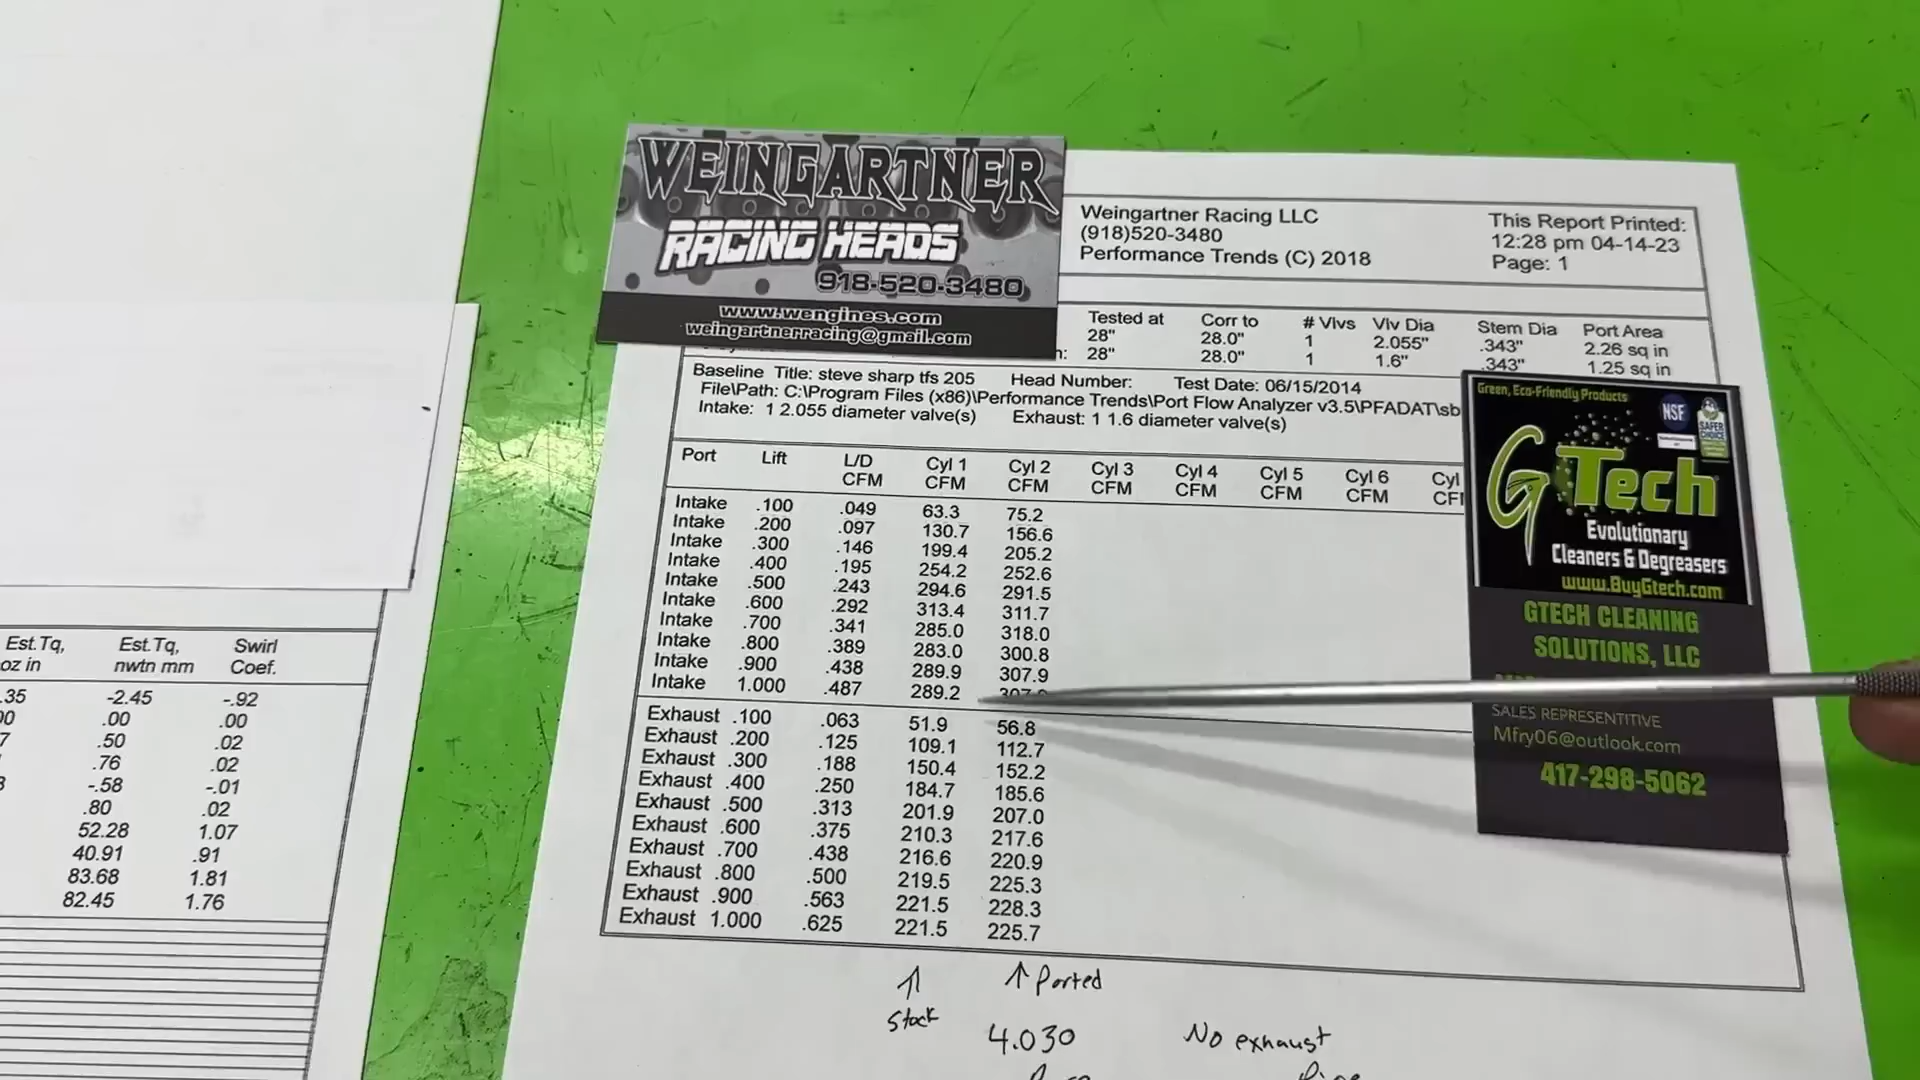 WEINGARTNER
RACING HEADS
918-520-3480
www.wengines.com
weingartnerracing@gmail.com
Weingartner Racing LLC
(918)520-3480
Performance Trends (C) 2018
This Report Printed:
12:28 pm 04-14-23
Page: 1
Tested at Corr to # Vlvs Vlv Dia Stem Dia Port Area
28" 28.0" 1 2.055" .343" 2.26 sq in
28" 28.0" 1 1.6" .343" 1.25 sq in
Baseline Title: steve sharp tfs 205 Head Number: Test Date: 06/15/2014
File\Path: C:\Program Files (x86)\Performance Trends\Port Flow Analyzer v3.5\PFADAT\sb
Intake: 1 2.055 diameter valve(s) Exhaust: 1 1.6 diameter valve(s)
Port Lift L/D Cyl 1 Cyl 2 Cyl 3 Cyl 4 Cyl 5 Cyl 6 Cyl
CFM CFM CFM CFM CFM CFM CFM
Intake .100 .049 63.3 75.2
Intake .200 .097 130.7 156.6
Intake .300 .146 199.4 205.2
Intake .400 .195 254.2 252.6
Intake .500 .243 294.6 291.5
Intake .600 .292 313.4 311.7
Intake .700 .341 285.0 318.0
Intake .800 .389 283.0 300.8
Intake .900 .438 289.9 307.9
Intake 1.000 .487 289.2
Exhaust .100 .063 51.9 56.8
Exhaust .200 .125 109.1 112.7
Exhaust .300 .188 150.4 152.2
Exhaust .400 .250 184.7 185.6
Exhaust .500 .313 201.9 207.0
Exhaust .600 .375 210.3 217.6
Exhaust .700 .438 216.6 220.9
Exhaust .800 .500 219.5 225.3
Exhaust .900 .563 221.5 228.3
Exhaust 1.000 .625 221.5 225.7
↑ ↑ Ported
Stock
4.030 No exhaust
Green, Eco-Friendly Products
NSF
SAFER
CHOICE
GTech
Evolutionary
Cleaners & Degreasers
www.BuyGtech.com
GTECH CLEANING
SOLUTIONS, LLC
SALES REPRESENTITIVE
Mfry06@outlook.com
417-298-5062
Est.Tq, Est.Tq, Swirl
oz in nwtn mm Coef.
.35 -2.45 -.92
00 .00 .00
7 .50 .02
.76 .02
-.58 -.01
.80 .02
52.28 1.07
40.91 .91
83.68 1.81
82.45 1.76